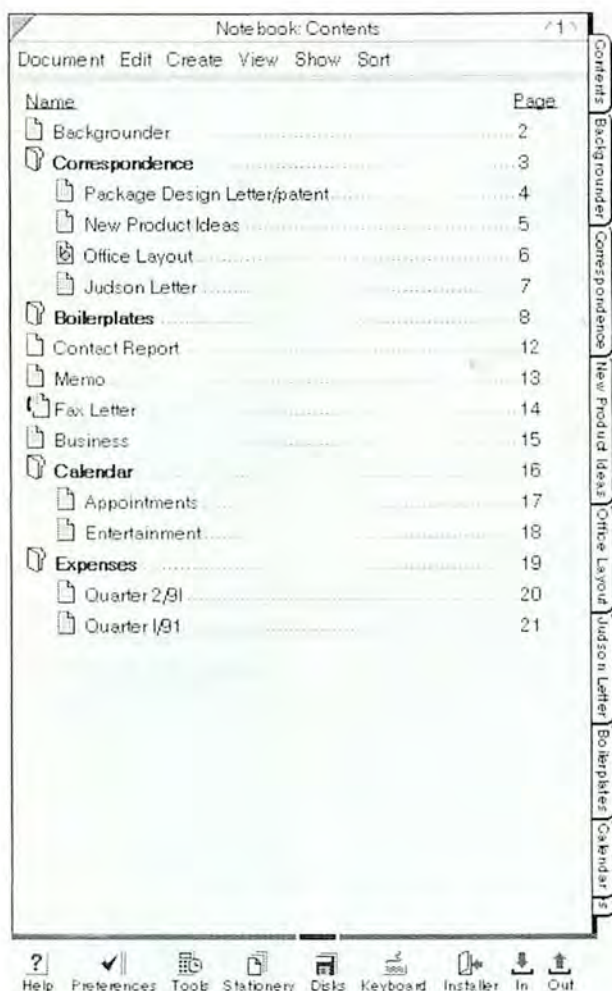 Notebook: Contents
1
Document Edit Create View Show Sort
Name Page
Backgrounder 2
Correspondence 3
Package Design Letter/patent 4
New Product Ideas 5
Office Layout 6
Judson Letter 7
Boilerplates 8
Contact Report 12
Memo 13
Fax Letter 14
Business 15
Calendar 16
Appointments 17
Entertainment 18
Expenses 19
Quarter 2/91 20
Quarter 1/91 21
Contents
Backgrounder
Correspondence
New Product Ideas
Office Layout
Judson Letter
Boilerplates
Calendar
s
? Help Preferences Tools Stationery Disks Keyboard Installer In Out